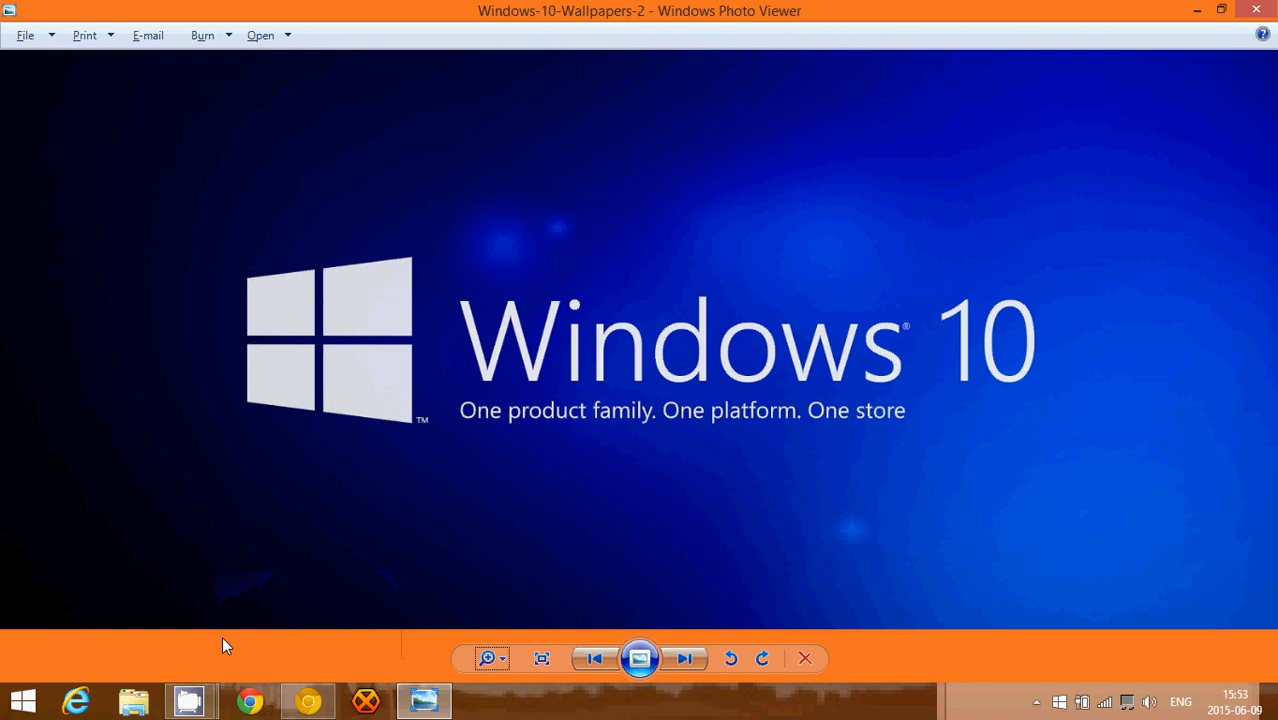 Windows-10-Wallpapers-2 - Windows Photo Viewer
File Print E-mail Burn Open
Windows® 10
™
One product family. One platform. One store
ENG
15:53
2015-06-09